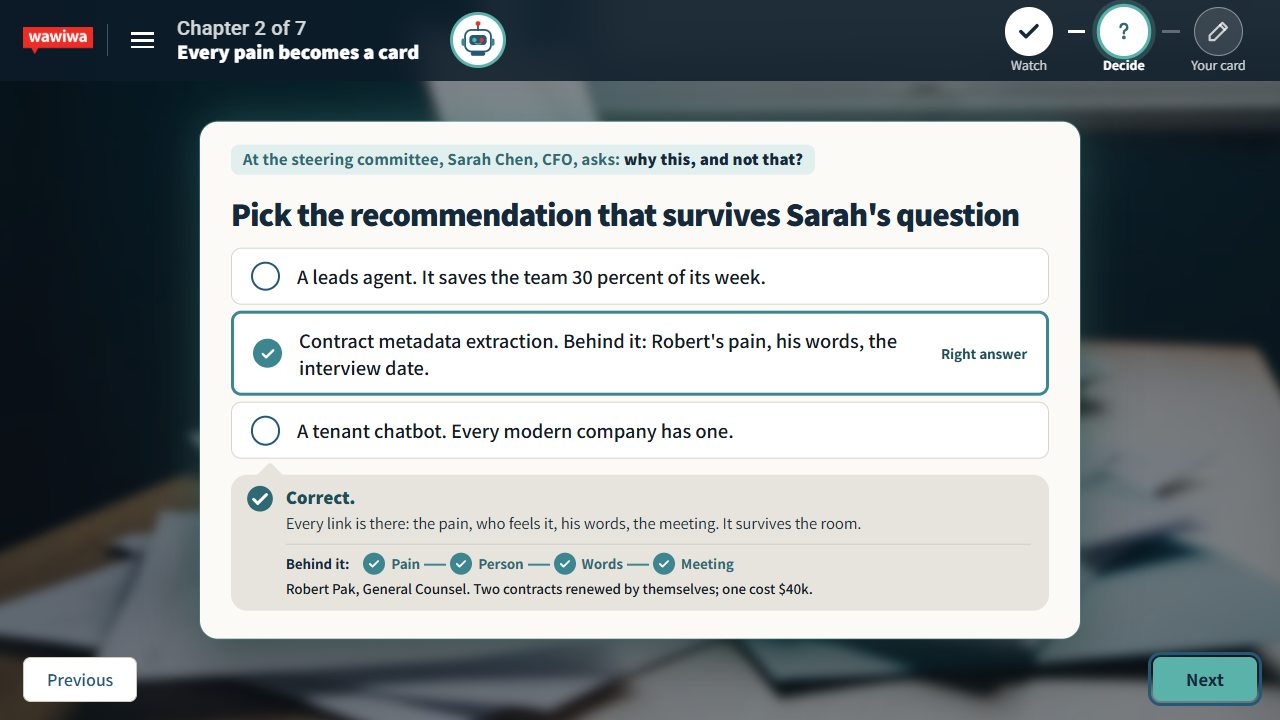 wawiwa
Chapter 2 of 7
Every pain becomes a card
Watch
?
Decide
Your card
At the steering committee, Sarah Chen, CFO, asks: why this, and not that?
Pick the recommendation that survives Sarah's question
A leads agent. It saves the team 30 percent of its week.
Contract metadata extraction. Behind it: Robert's pain, his words, the
interview date.
Right answer
A tenant chatbot. Every modern company has one.
Correct.
Every link is there: the pain, who feels it, his words, the meeting. It survives the room.
Behind it: Pain Person Words Meeting
Robert Pak, General Counsel. Two contracts renewed by themselves; one cost $40k.
Previous
Next